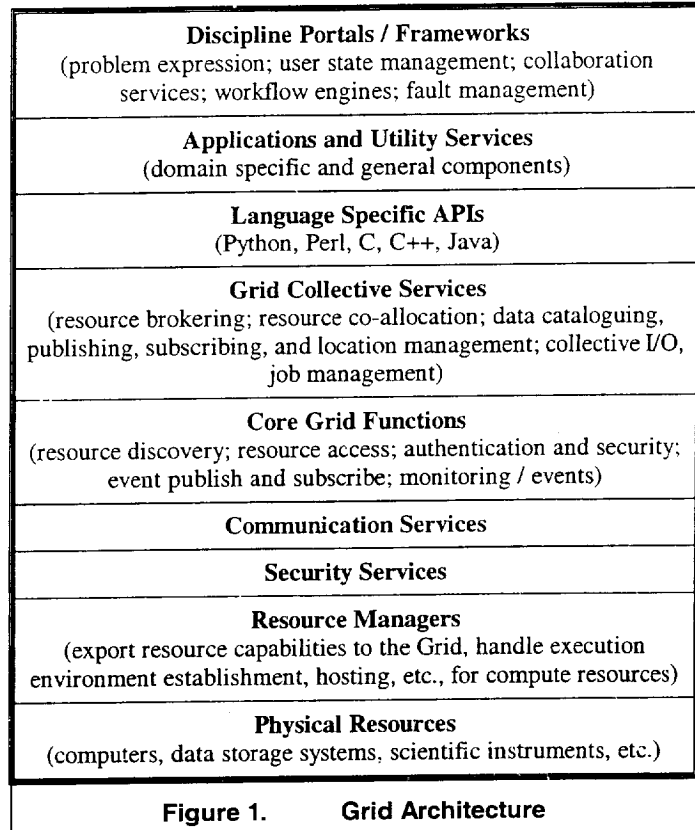 Discipline Portals / Frameworks
(problem expression; user state management; collaboration
services; workflow engines; fault management)
Applications and Utility Services
(domain specific and general components)
Language Specific APIs
(Python, Perl, C, C++, Java)
Grid Collective Services
(resource brokering; resource co-allocation; data cataloguing,
publishing, subscribing, and location management; collective I/O,
job management)
Core Grid Functions
(resource discovery; resource access; authentication and security;
event publish and subscribe; monitoring / events)
Communication Services
Security Services
Resource Managers
(export resource capabilities to the Grid, handle execution
environment establishment, hosting, etc., for compute resources)
Physical Resources
(computers, data storage systems, scientific instruments, etc.)
Figure 1. Grid Architecture